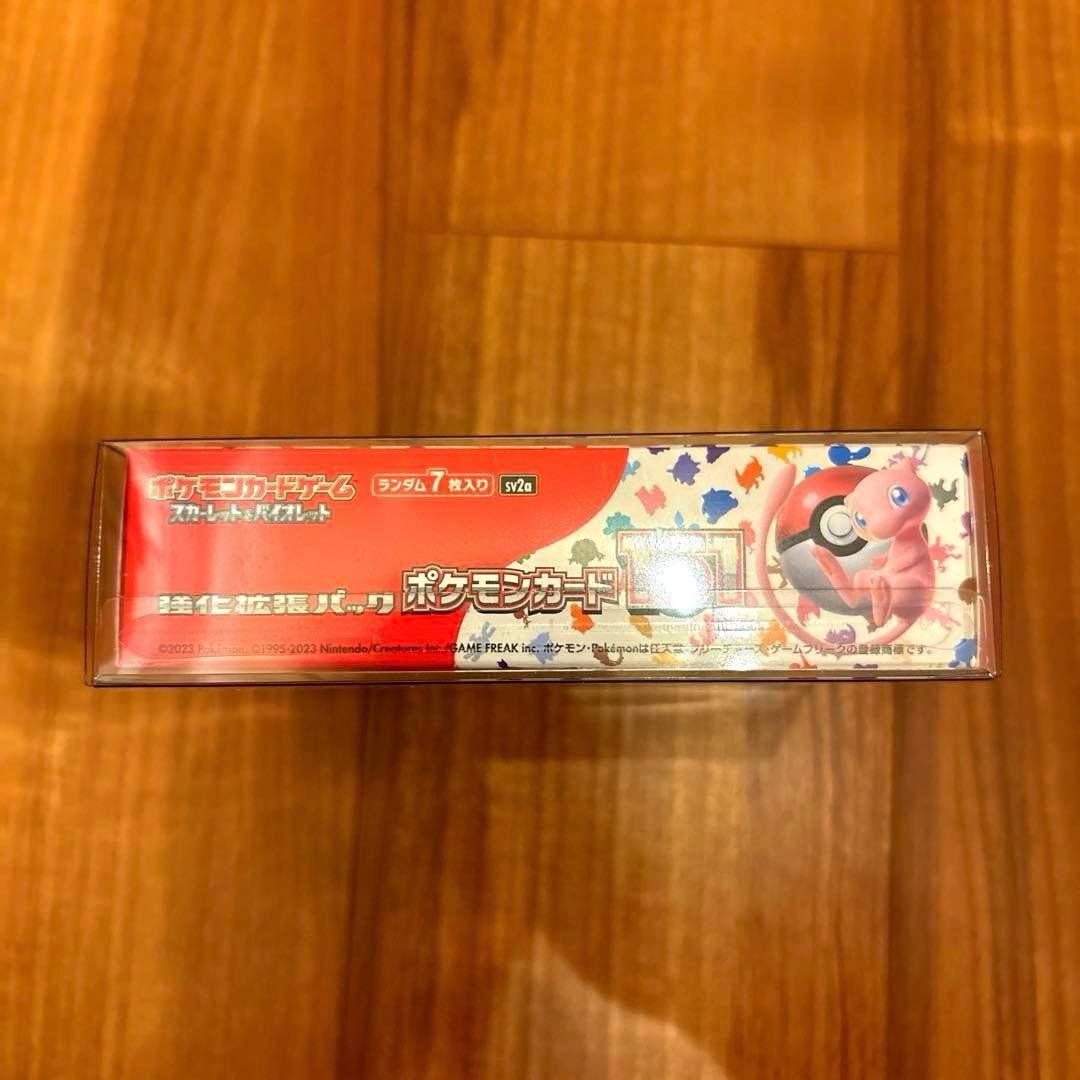 ポケモンカードゲーム
スカーレット&バイオレット
ランダム7枚入り
sv2a
強化拡張パック ポケモンカード 151
©2023 Pokémon. ©1995-2023 Nintendo/Creatures Inc./GAME FREAK inc. ポケモン・Pokémonは任天堂・クリーチャーズ・ゲームフリークの登録商標です。